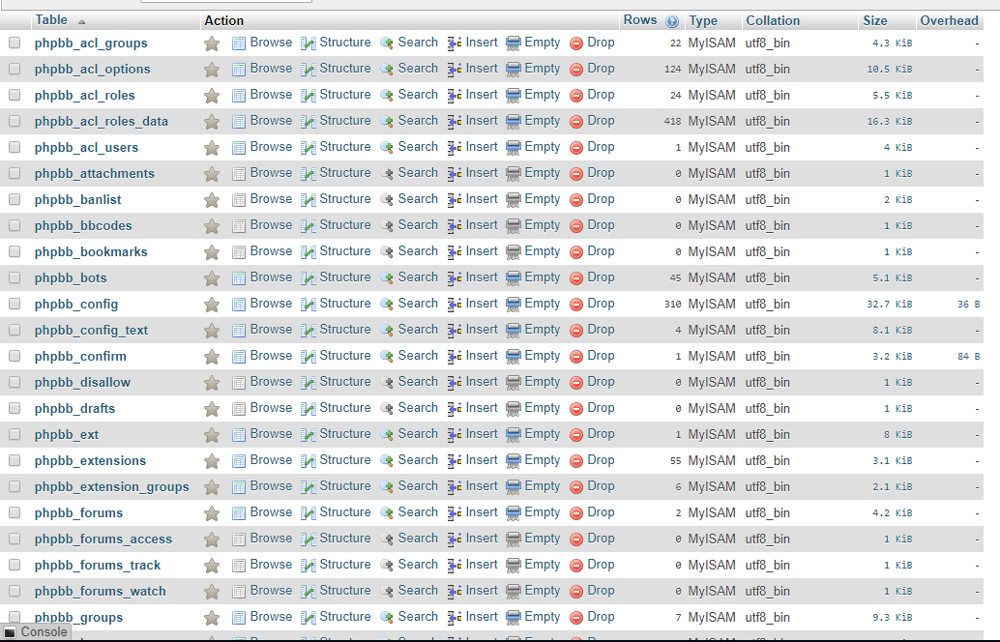 Table Action Rows Type Collation Size Overhead
phpbb_acl_groups Browse Structure Search Insert Empty Drop 22 MyISAM utf8_bin 4.3 KiB -
phpbb_acl_options Browse Structure Search Insert Empty Drop 124 MyISAM utf8_bin 10.5 KiB -
phpbb_acl_roles Browse Structure Search Insert Empty Drop 24 MyISAM utf8_bin 5.5 KiB -
phpbb_acl_roles_data Browse Structure Search Insert Empty Drop 418 MyISAM utf8_bin 16.3 KiB -
phpbb_acl_users Browse Structure Search Insert Empty Drop 1 MyISAM utf8_bin 4 KiB -
phpbb_attachments Browse Structure Search Insert Empty Drop 0 MyISAM utf8_bin 1 KiB -
phpbb_banlist Browse Structure Search Insert Empty Drop 0 MyISAM utf8_bin 2 KiB -
phpbb_bbcodes Browse Structure Search Insert Empty Drop 0 MyISAM utf8_bin 1 KiB -
phpbb_bookmarks Browse Structure Search Insert Empty Drop 0 MyISAM utf8_bin 1 KiB -
phpbb_bots Browse Structure Search Insert Empty Drop 45 MyISAM utf8_bin 5.1 KiB -
phpbb_config Browse Structure Search Insert Empty Drop 310 MyISAM utf8_bin 32.7 KiB 36 B
phpbb_config_text Browse Structure Search Insert Empty Drop 4 MyISAM utf8_bin 8.1 KiB -
phpbb_confirm Browse Structure Search Insert Empty Drop 1 MyISAM utf8_bin 3.2 KiB 84 B
phpbb_disallow Browse Structure Search Insert Empty Drop 0 MyISAM utf8_bin 1 KiB -
phpbb_drafts Browse Structure Search Insert Empty Drop 0 MyISAM utf8_bin 1 KiB -
phpbb_ext Browse Structure Search Insert Empty Drop 1 MyISAM utf8_bin 8 KiB -
phpbb_extensions Browse Structure Search Insert Empty Drop 55 MyISAM utf8_bin 3.1 KiB -
phpbb_extension_groups Browse Structure Search Insert Empty Drop 6 MyISAM utf8_bin 2.1 KiB -
phpbb_forums Browse Structure Search Insert Empty Drop 2 MyISAM utf8_bin 4.2 KiB -
phpbb_forums_access Browse Structure Search Insert Empty Drop 0 MyISAM utf8_bin 1 KiB -
phpbb_forums_track Browse Structure Search Insert Empty Drop 0 MyISAM utf8_bin 1 KiB -
phpbb_forums_watch Browse Structure Search Insert Empty Drop 0 MyISAM utf8_bin 1 KiB -
phpbb_groups Browse Structure Search Insert Empty Drop 7 MyISAM utf8_bin 9.3 KiB -
Console